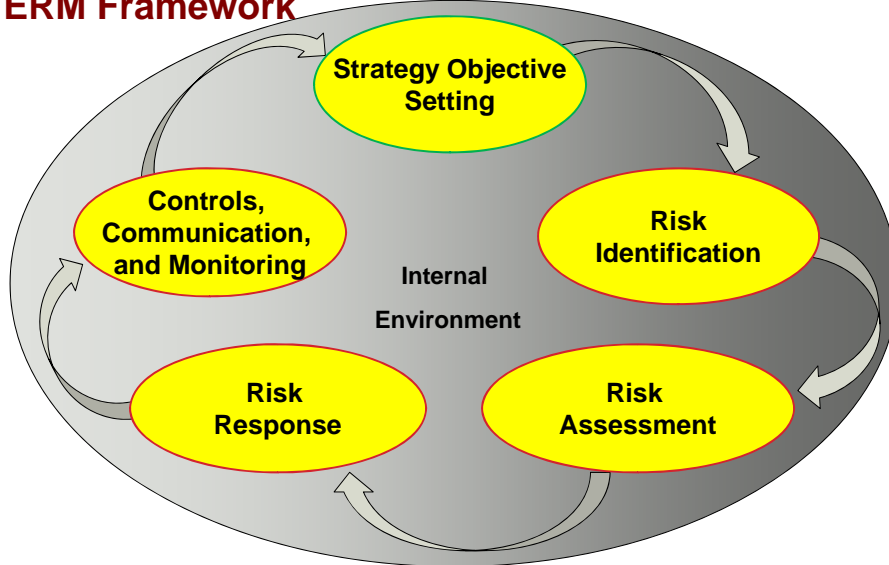 ERM Framework
Strategy Objective
Setting
Risk
Identification
Risk
Assessment
Risk
Response
Controls,
Communication,
and Monitoring
Internal
Environment